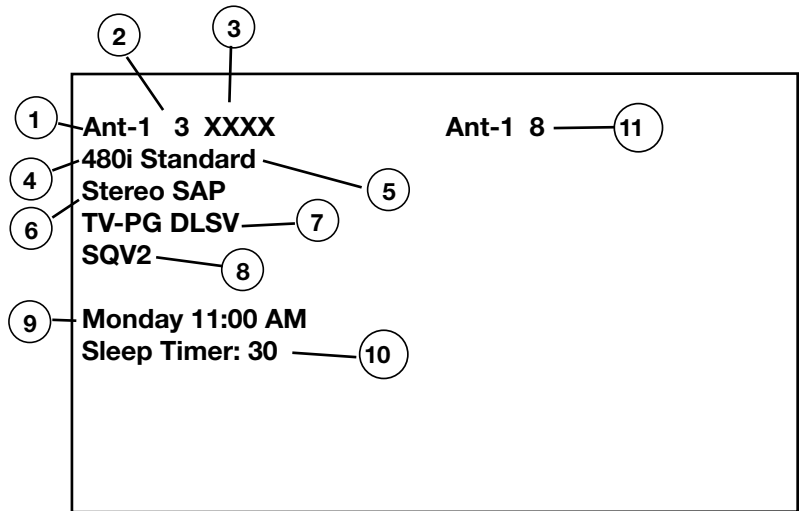 2 3
1 Ant-1 3 XXXX Ant-1 8 11
4 480i Standard 5
6 Stereo SAP
TV-PG DLSV 7
SQV2 8
9 Monday 11:00 AM
Sleep Timer: 30 10